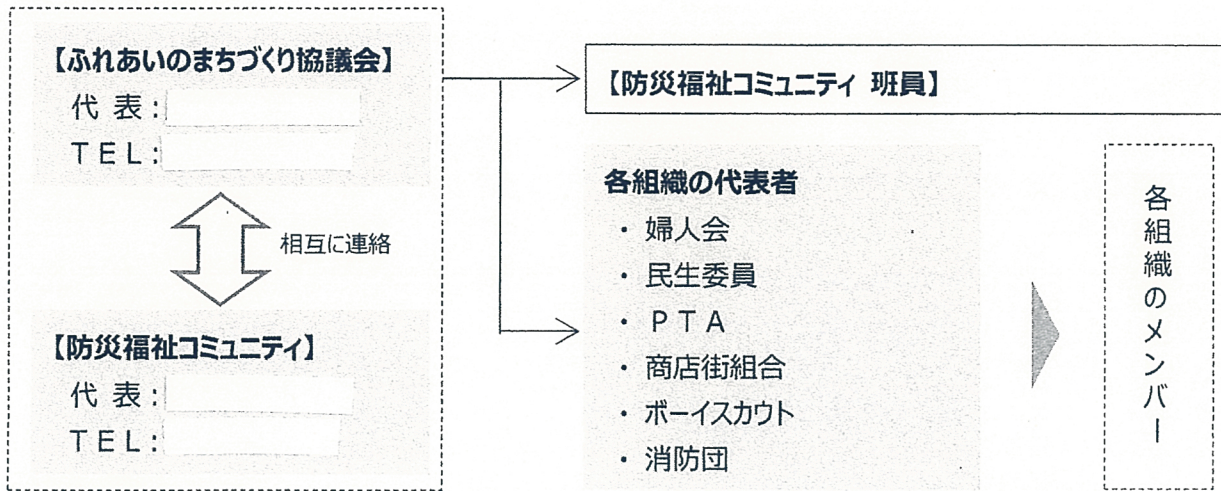 【ふれあいのまちづくり協議会】
代 表:
TEL:
相互に連絡
【防災福祉コミュニティ】
代 表:
TEL:
【防災福祉コミュニティ 班員】
各組織の代表者
・ 婦人会
・ 民生委員
・ PTA
・ 商店街組合
・ ボーイスカウト
・ 消防団
各組織のメンバー